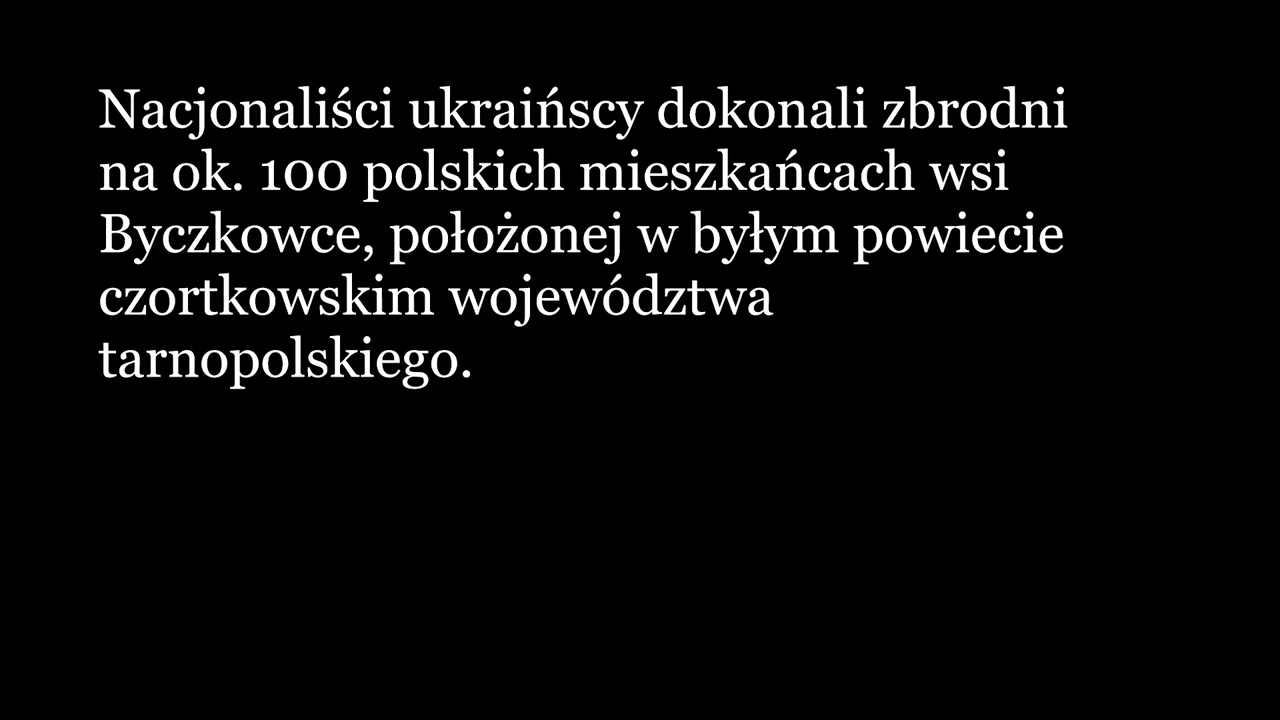 Nacjonaliści ukraińscy dokonali zbrodni
na ok. 100 polskich mieszkańcach wsi
Byczkowce, położonej w byłym powiecie
czortkowskim województwa
tarnopolskiego.